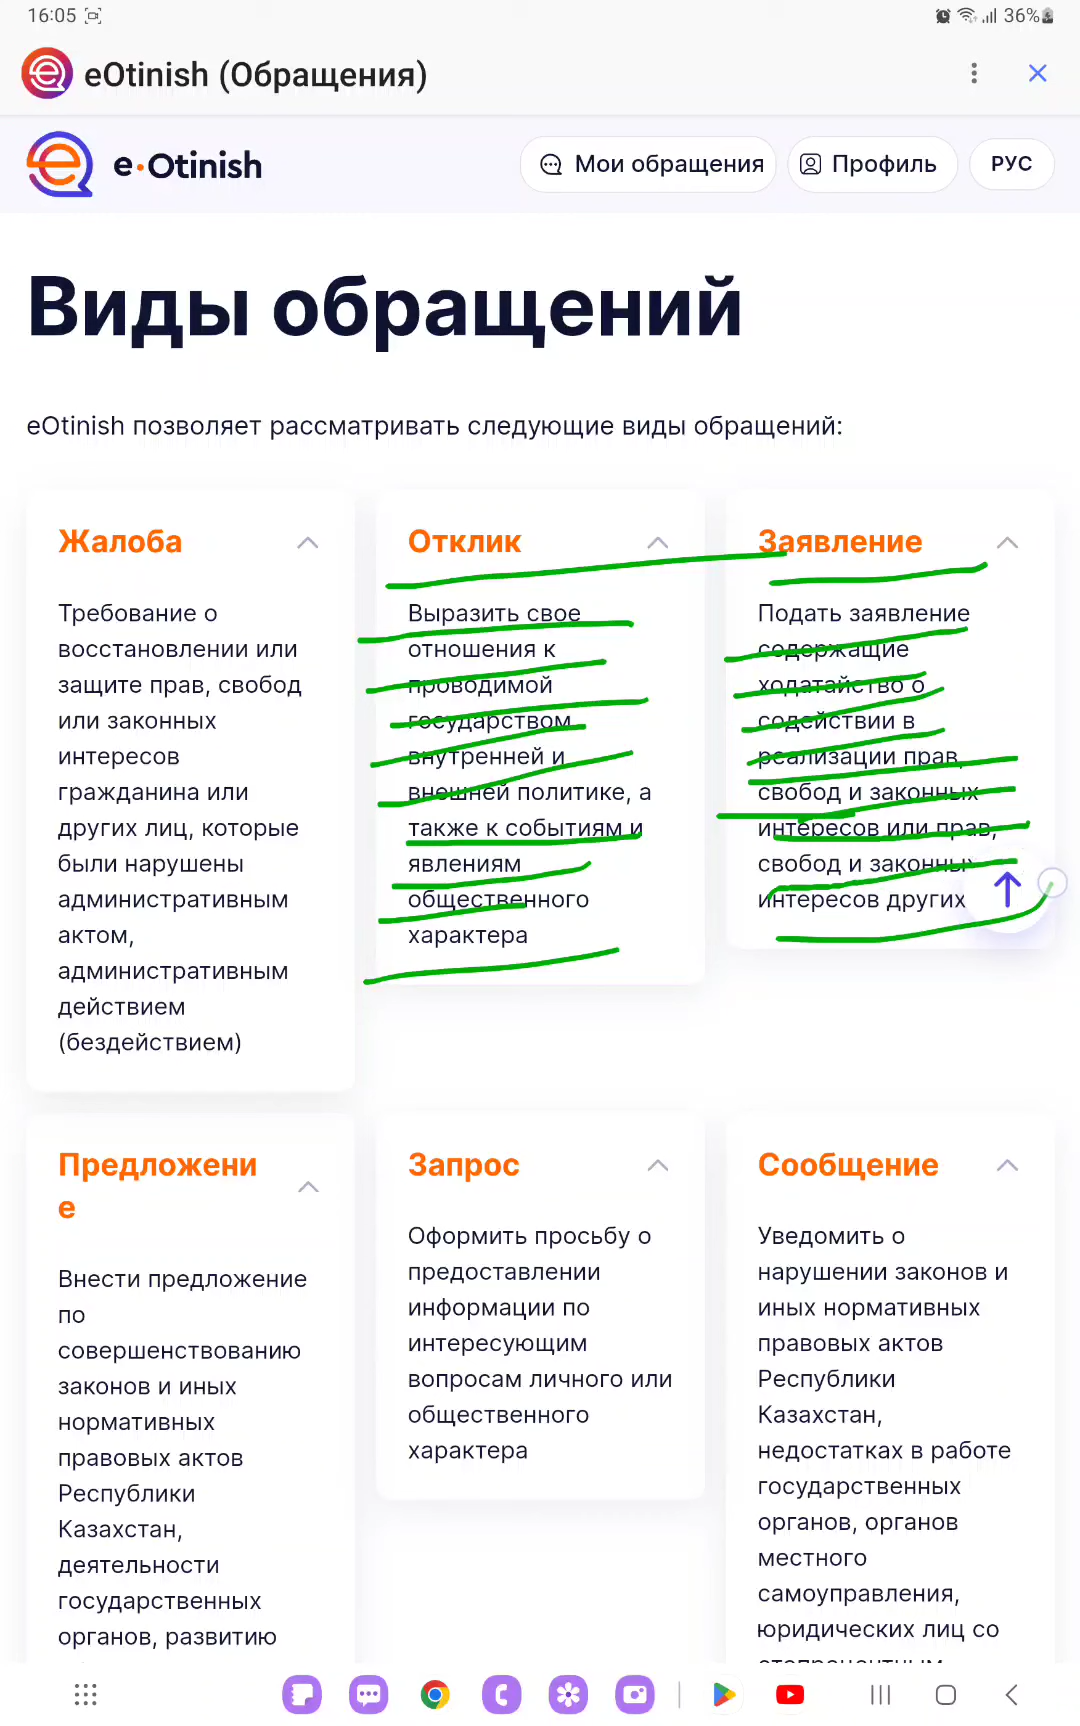 16:05
36%
eOtinish (Обращения)
e·Otinish
Мои обращения
Профиль
РУС
Виды обращений
eOtinish позволяет рассматривать следующие виды обращений:
Жалоба
Требование о
восстановлении или
защите прав, свобод
или законных
интересов
гражданина или
других лиц, которые
были нарушены
административным
актом,
административным
действием
(бездействием)
Отклик
Выразить свое
отношения к
проводимой
государством
внутренней и
внешней политике, а
также к событиям и
явлениям
общественного
характера
Заявление
Подать заявление
содержащие
ходатайство о
содействии в
реализации прав,
свобод и законных
интересов или прав,
свобод и законных
интересов других
Предложени
е
Внести предложение
по
совершенствованию
законов и иных
нормативных
правовых актов
Республики
Казахстан,
деятельности
государственных
органов, развитию
Запрос
Оформить просьбу о
предоставлении
информации по
интересующим
вопросам личного или
общественного
характера
Сообщение
Уведомить о
нарушении законов и
иных нормативных
правовых актов
Республики
Казахстан,
недостатках в работе
государственных
органов, органов
местного
самоуправления,
юридических лиц со